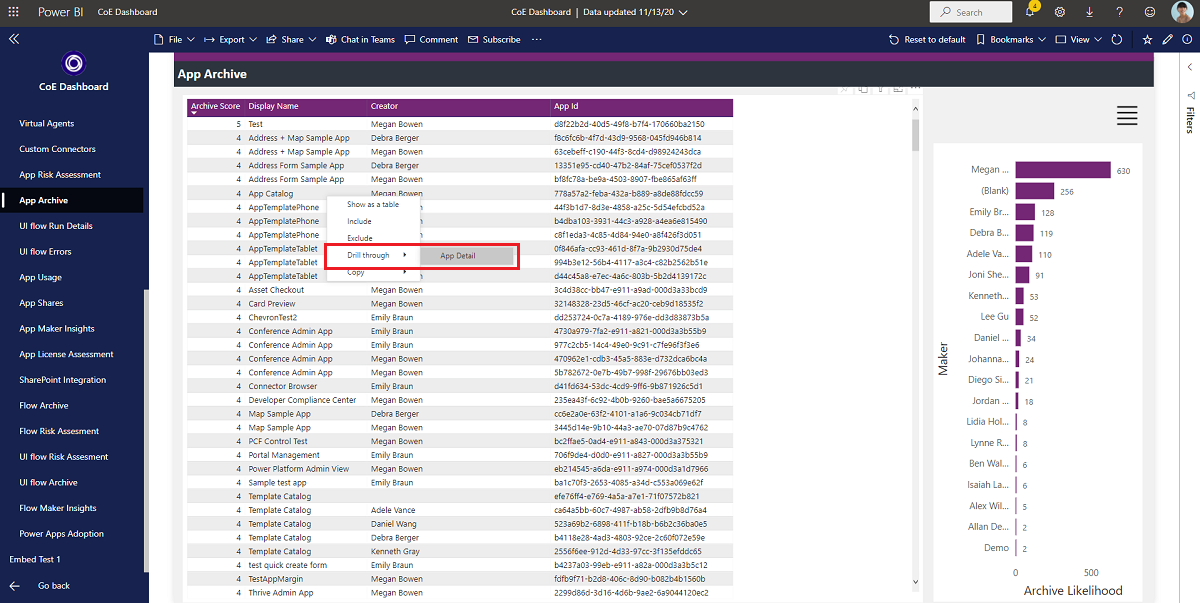 Power BI CoE Dashboard CoE Dashboard | Data updated 11/13/20 Search 4
File Export Share Chat in Teams Comment Subscribe ... Reset to default Bookmarks View
CoE Dashboard
Virtual Agents
Custom Connectors
App Risk Assessment
App Archive
UI flow Run Details
UI flow Errors
App Usage
App Shares
App Maker Insights
App License Assessment
SharePoint Integration
Flow Archive
Flow Risk Assesment
UI flow Risk Assesment
UI flow Archive
Flow Maker Insights
Power Apps Adoption
Embed Test 1
Go back
App Archive
Archive Score Display Name Creator App Id
5 Test Megan Bowen d8f22b2d-40d5-49f8-b7f4-170660ba2150
4 Address + Map Sample App Debra Berger f8c6fc6b-4f7d-43d9-9568-045fd946b814
4 Address + Map Sample App Megan Bowen 63cebeff-c190-44f3-8cd4-d98924243dca
4 Address Form Sample App Debra Berger 13351e95-cd40-47b2-84af-75cef0537f2d
4 Address Form Sample App Megan Bowen bf8fc78a-be9a-4503-8907-fbe865af63ff
4 App Catalog Megan Bowen 778a57a2-feba-432a-b889-a8de88fdcc59
4 AppTemplatePhone 44f3b1d7-8d3e-4858-a25c-5d54efcbd52a
4 AppTemplatePhone b4dba103-3931-44c3-a928-a4ea6e815490
4 AppTemplatePhone c8f1eda3-4c85-4d84-94e0-a8f426f3d051
4 AppTemplateTablet 0f846afa-cc93-461d-8f7a-9b2930d75de4
4 AppTemplateTablet 994b3e12-56b4-4117-a3c4-c82b2562b51e
4 AppTemplateTablet d44c45a8-e7ec-4a6c-803b-5b2d4139172c
4 Asset Checkout Megan Bowen 3c4d38cc-bb47-e911-a9ad-000d3a33bcd9
4 Card Preview Megan Bowen 32148328-23d5-46cf-ac20-ceb9d18535f2
4 ChevronTest2 Emily Braun dd253724-0c7a-4189-976e-dd3d83873b5a
4 Conference Admin App Emily Braun 4730a979-7fa2-e911-a821-000d3a3b55b9
4 Conference Admin App Emily Braun 977c2cb5-14c4-49e0-9c91-c7fe96f3f3e6
4 Conference Admin App Megan Bowen 470962e1-cdb3-45a5-883e-d732dca6bc4a
4 Conference Admin App Megan Bowen 5b782672-0e7b-49b7-998f-29676bb03ed3
4 Connector Browser Emily Braun d41fd634-53dc-4cd9-9ff6-9b871926c5d1
4 Developer Compliance Center Megan Bowen 235ea43f-6c92-4b0b-9260-bae5a6675205
4 Map Sample App Debra Berger cc6e2a0e-63f2-4101-a1a6-9c034cb71df7
4 Map Sample App Megan Bowen 3445d14e-9b10-44a3-ae70-07d87b9c4762
4 PCF Control Test Megan Bowen bc2ffae5-0ad4-e911-a843-000d3a375321
4 Portal Management Emily Braun 706f9de4-d0d0-e911-a827-000d3a3b55b9
4 Power Platform Admin View Megan Bowen eb214545-a6da-e911-a974-000d3a1d7966
4 Sample test app Emily Braun ba1c70f3-2653-4085-a34d-c553a069e62f
4 Template Catalog efe76ff4-e769-4a5a-a7e1-71f07572b821
4 Template Catalog Adele Vance ca64a5bb-60c7-4987-ab58-2dfb9b8d76a4
4 Template Catalog Daniel Wang 523a69b2-6898-411f-b18b-b6b2c36ba0e5
4 Template Catalog Debra Berger b4118e28-4ad3-4803-92ce-2c60f072e59e
4 Template Catalog Kenneth Gray 2556f6ee-912d-4d33-97cc-3f135efddc65
4 test quick create form Emily Braun b4237a03-99eb-e911-a82a-000d3a3b5c12
4 TestAppMargin Megan Bowen fdfb9f71-b2d8-406c-8d90-b082b4b1560b
4 Thrive Admin App Megan Bowen 2299d86d-3d16-4d6b-9ae2-6a9044120ec2
Show as a table
Include
Exclude
Drill through App Detail
Copy
Maker
Megan ... 630
(Blank) 256
Emily Br... 128
Debra B... 119
Adele Va... 110
Joni She... 91
Kenneth... 53
Lee Gu 52
Daniel ... 34
Johanna... 24
Diego Si... 21
Jordan ... 18
Lidia Hol... 8
Lynne R... 8
Ben Wal... 6
Isaiah La... 6
Alex Wil... 5
Allan De... 2
Demo 2
0 500
Archive Likelihood
Filters